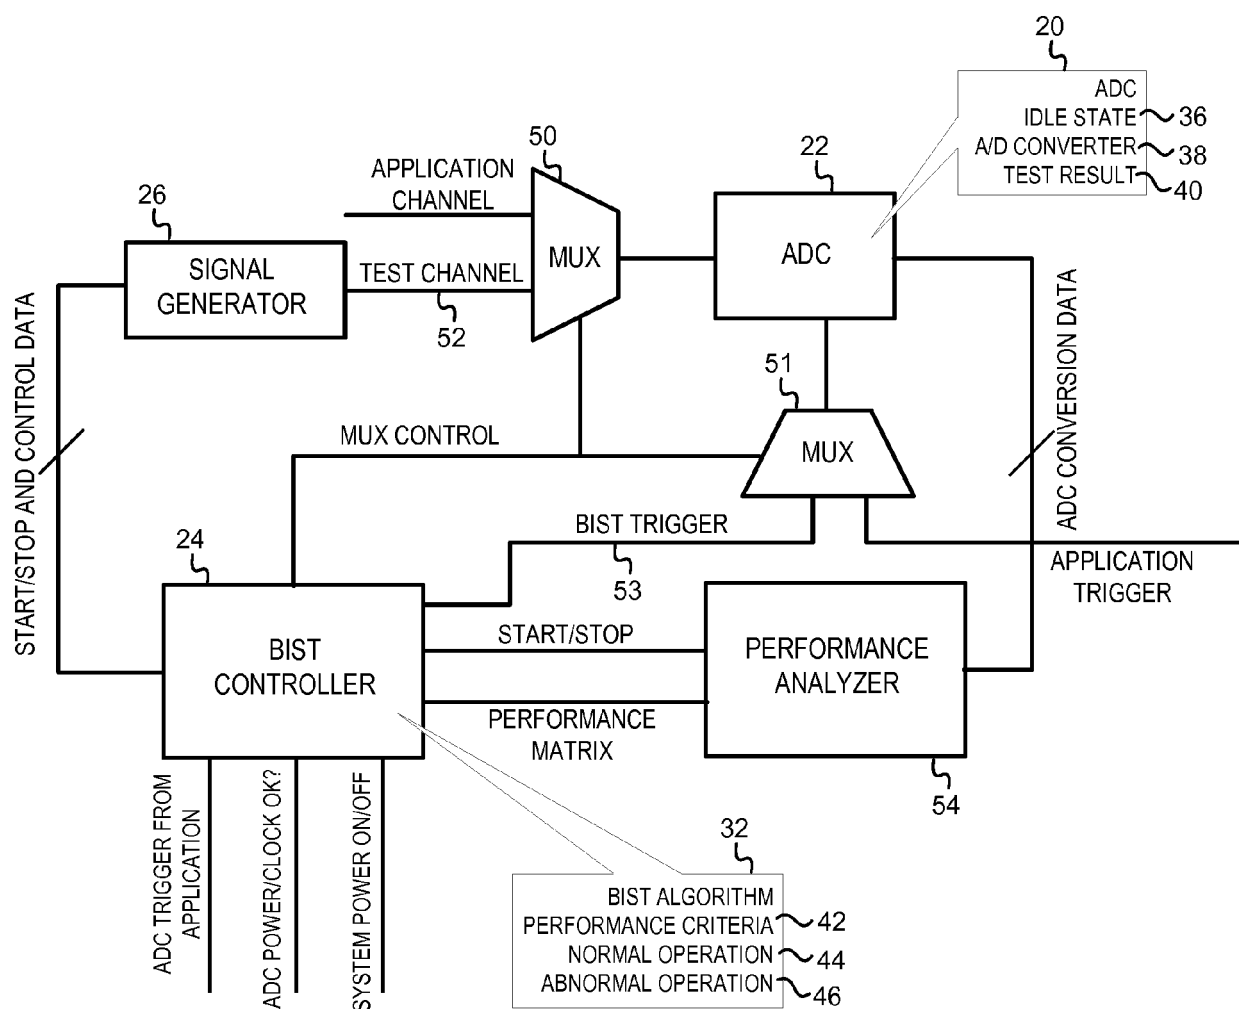 20
ADC
IDLE STATE 36
A/D CONVERTER 38
TEST RESULT 40
50
APPLICATION
CHANNEL
22
26
MUX
ADC
SIGNAL
GENERATOR
TEST CHANNEL
52
START/STOP AND CONTROL DATA
51
MUX
MUX CONTROL
ADC CONVERSION DATA
BIST TRIGGER
53
APPLICATION
TRIGGER
24
BIST
CONTROLLER
START/STOP
PERFORMANCE
ANALYZER
PERFORMANCE
MATRIX
54
ADC TRIGGER FROM
APPLICATION
ADC POWER/CLOCK OK?
SYSTEM POWER ON/OFF
32
BIST ALGORITHM
PERFORMANCE CRITERIA 42
NORMAL OPERATION 44
ABNORMAL OPERATION 46